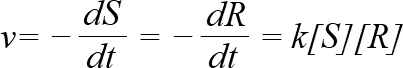 v= − dS/dt = − dR/dt = k[S][R]